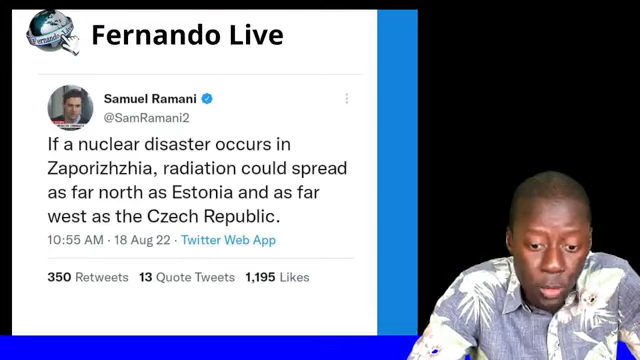 Fernando Live
Fernando Live
Samuel Ramani
@SamRamani2
If a nuclear disaster occurs in
Zaporizhzhia, radiation could spread
as far north as Estonia and as far
west as the Czech Republic.
10:55 AM · 18 Aug 22 · Twitter Web App
350 Retweets 13 Quote Tweets 1,195 Likes